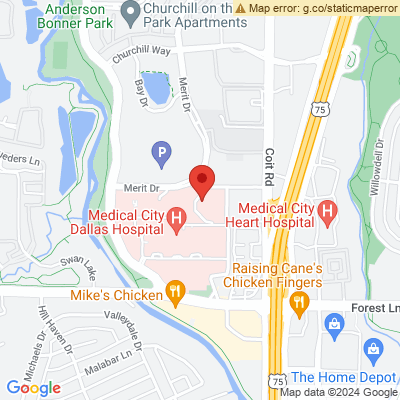 Anderson
Bonner Park
Churchill on the
Park Apartments
Map error: g.co/staticmaperror
Churchill Way
Bay Dr
Merit Dr
75
Coit Rd
Willowdell Dr
eders Ln
P
Merit Dr
Medical City
Dallas Hospital
H
Medical City
Heart Hospital
H
Swan Lake
Raising Cane's
Chicken Fingers
Mike's Chicken
Forest Ln
Hill Haven Dr
Valleydale Dr
Michaels Dr
Malabar Ln
The Home Depot
75
Google
Map data ©2024 Google